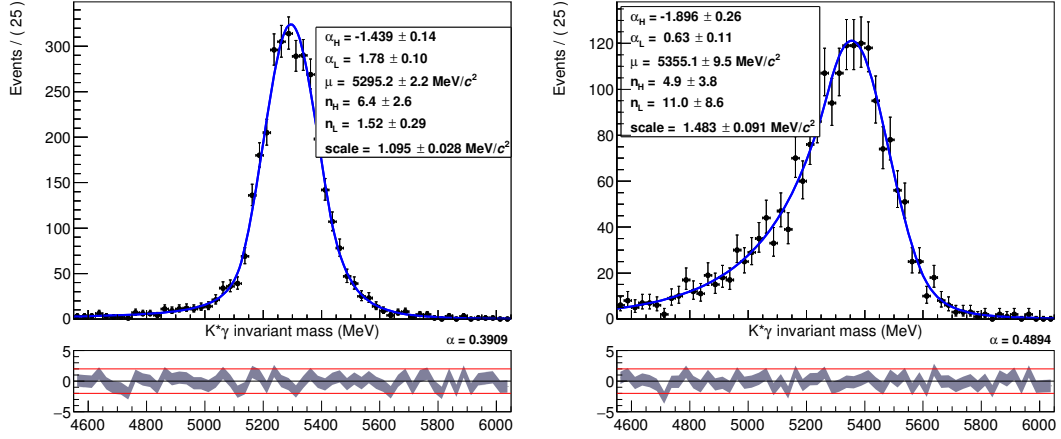 Events / ( 25 )
300
250
200
150
100
50
0
α_H = -1.439 ± 0.14
α_L = 1.78 ± 0.10
μ = 5295.2 ± 2.2 MeV/c²
n_H = 6.4 ± 2.6
n_L = 1.52 ± 0.29
scale = 1.095 ± 0.028 MeV/c²
K*γ invariant mass (MeV)
α = 0.3909
5
0
−5
4600 4800 5000 5200 5400 5600 5800 6000
Events / ( 25 )
120
100
80
60
40
20
0
α_H = -1.896 ± 0.26
α_L = 0.63 ± 0.11
μ = 5355.1 ± 9.5 MeV/c²
n_H = 4.9 ± 3.8
n_L = 11.0 ± 8.6
scale = 1.483 ± 0.091 MeV/c²
K*γ invariant mass (MeV)
α = 0.4894
5
0
−5
4600 4800 5000 5200 5400 5600 5800 6000